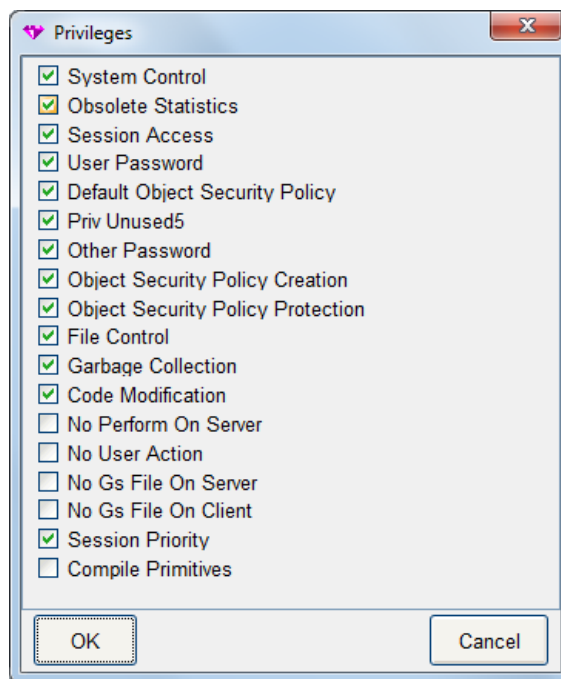 Privileges
System Control
Obsolete Statistics
Session Access
User Password
Default Object Security Policy
Priv Unused5
Other Password
Object Security Policy Creation
Object Security Policy Protection
File Control
Garbage Collection
Code Modification
No Perform On Server
No User Action
No Gs File On Server
No Gs File On Client
Session Priority
Compile Primitives
OK Cancel